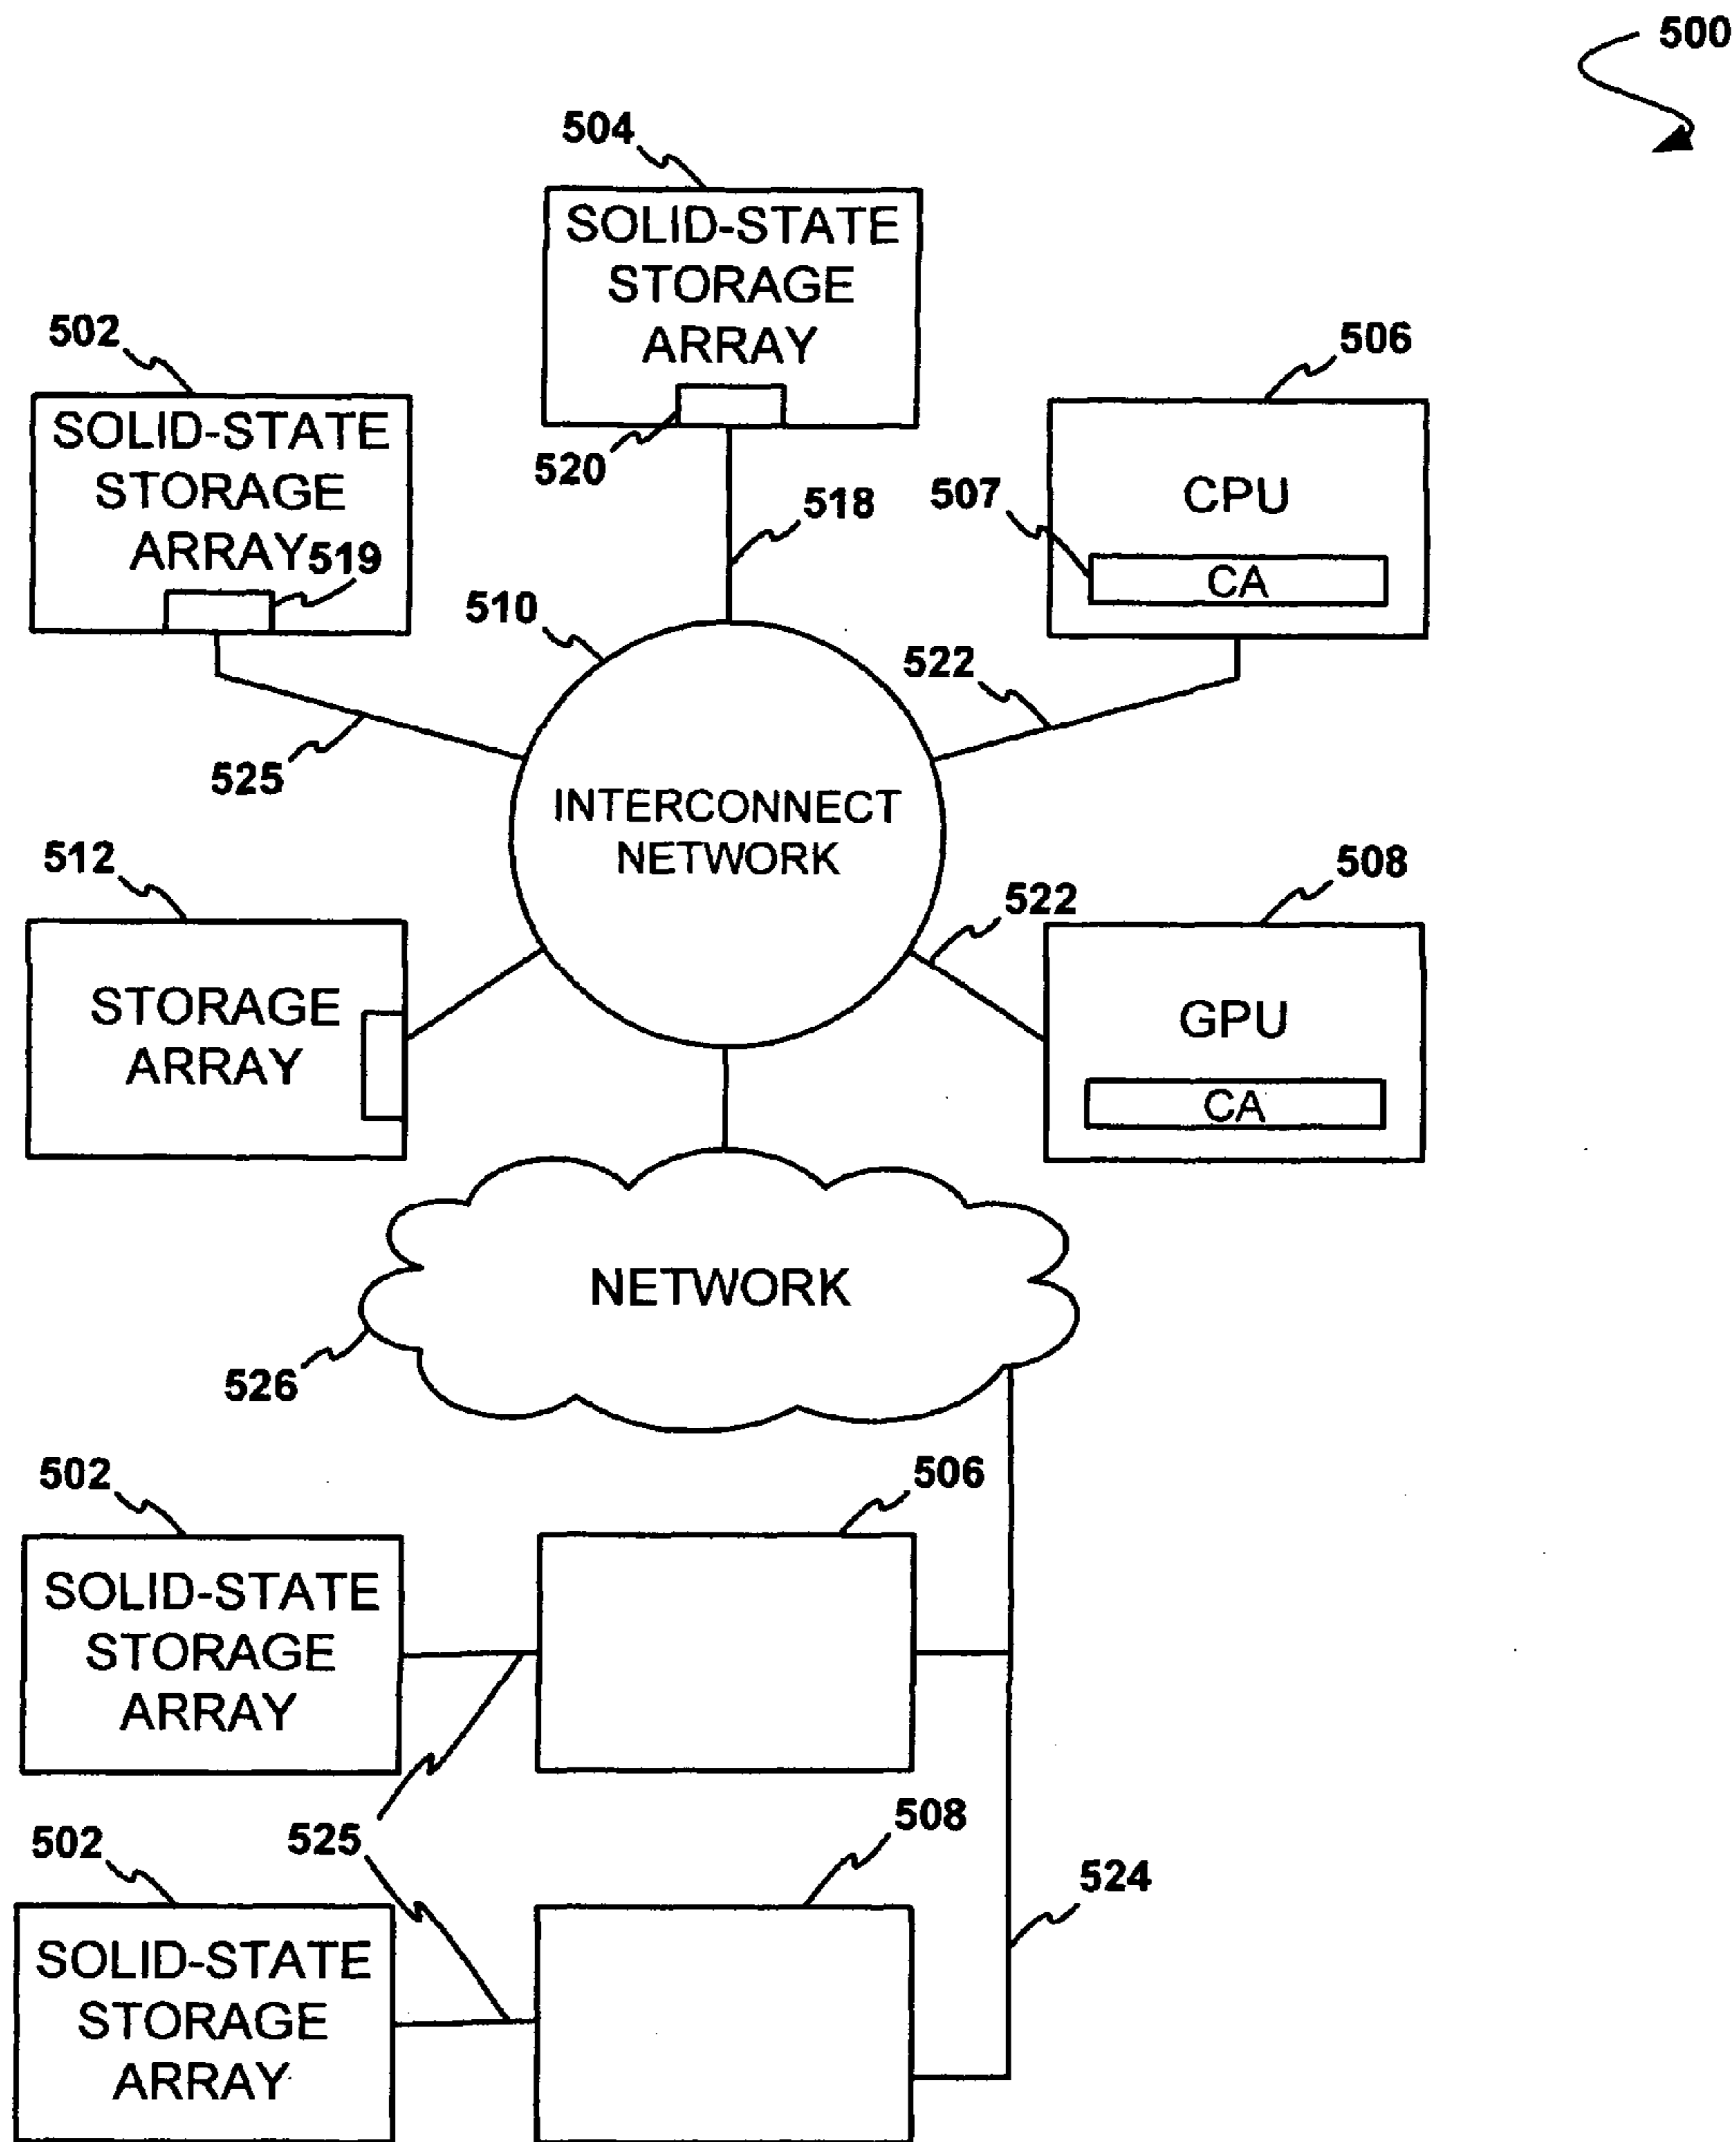 500
504
SOLID-STATE
STORAGE
ARRAY
520
518
502
SOLID-STATE
STORAGE
ARRAY
519
525
506
CPU
507
CA
522
510
INTERCONNECT
NETWORK
512
STORAGE
ARRAY
522
508
GPU
CA
NETWORK
526
502
SOLID-STATE
STORAGE
ARRAY
506
525
502
SOLID-STATE
STORAGE
ARRAY
508
524